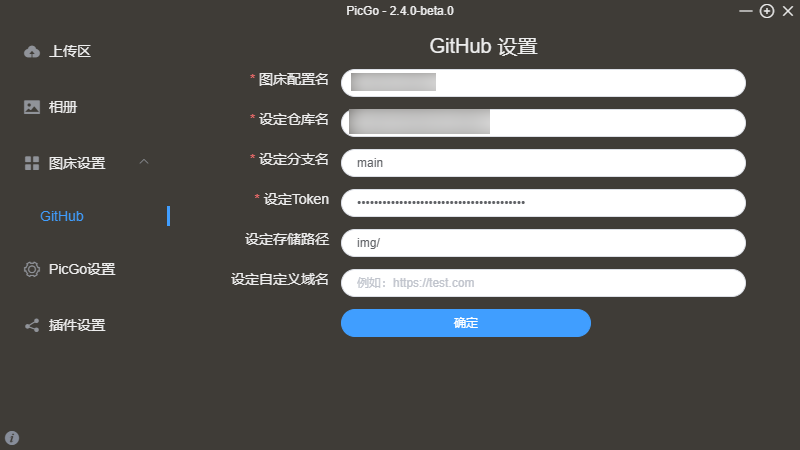 PicGo - 2.4.0-beta.0
上传区
相册
图床设置
GitHub
PicGo设置
插件设置
GitHub 设置
* 图床配置名
* 设定仓库名
* 设定分支名 main
* 设定Token ••••••••••••••••••••••••••••••••••••••••
设定存储路径 img/
设定自定义域名 例如：https://test.com
确定